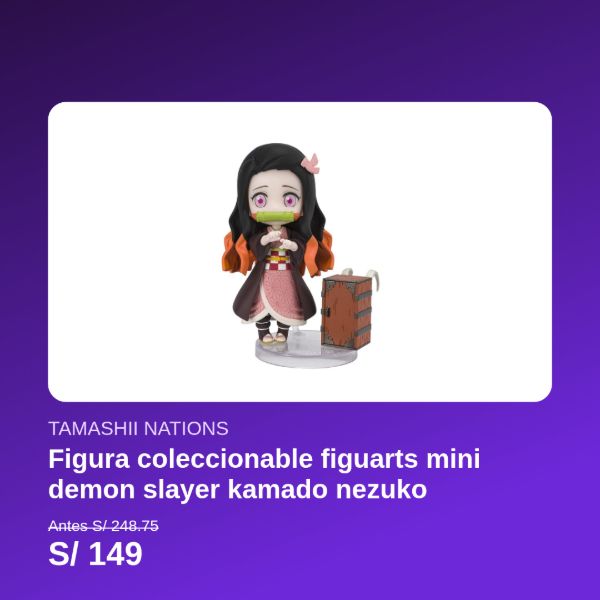 TAMASHII NATIONS
Figura coleccionable figuarts mini
demon slayer kamado nezuko
Antes S/ 248.75
S/ 149